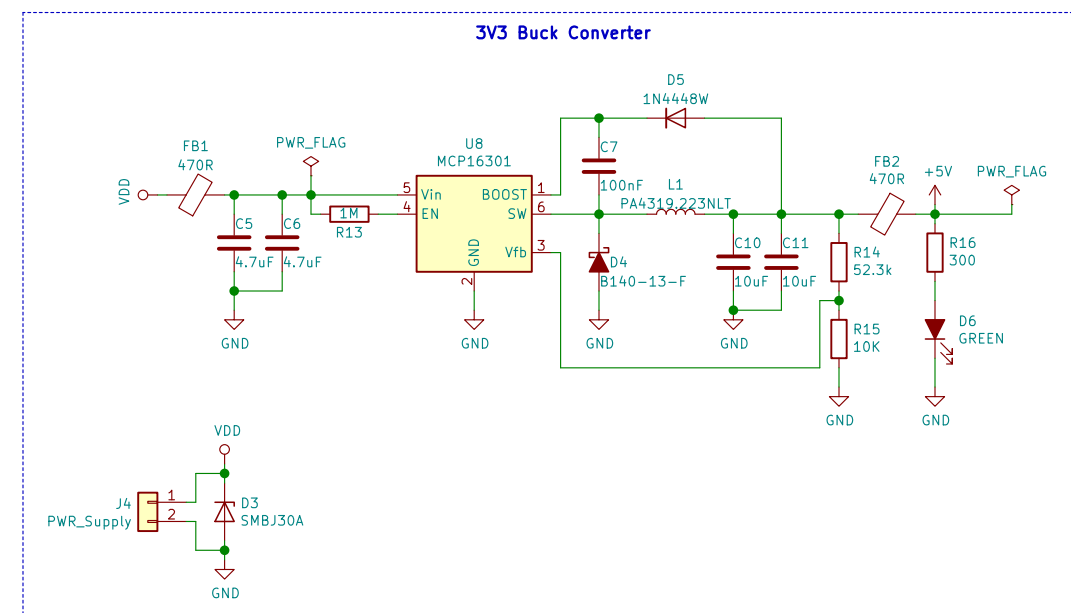 3V3 Buck Converter
D5
1N4448W
FB1
470R
PWR_FLAG
U8
MCP16301
C7
100nF
FB2
470R
+5V
PWR_FLAG
VDD
5
Vin
BOOST
1
L1
PA4319.223NLT
4
EN
SW
6
1M
R13
C5
4.7uF
C6
4.7uF
GND
Vfb
3
2
D4
B140-13-F
C10
10uF
C11
10uF
R14
52.3k
R16
300
R15
10K
D6
GREEN
GND
GND
GND
GND
GND
GND
VDD
J4
PWR_Supply
1
2
D3
SMBJ30A
GND